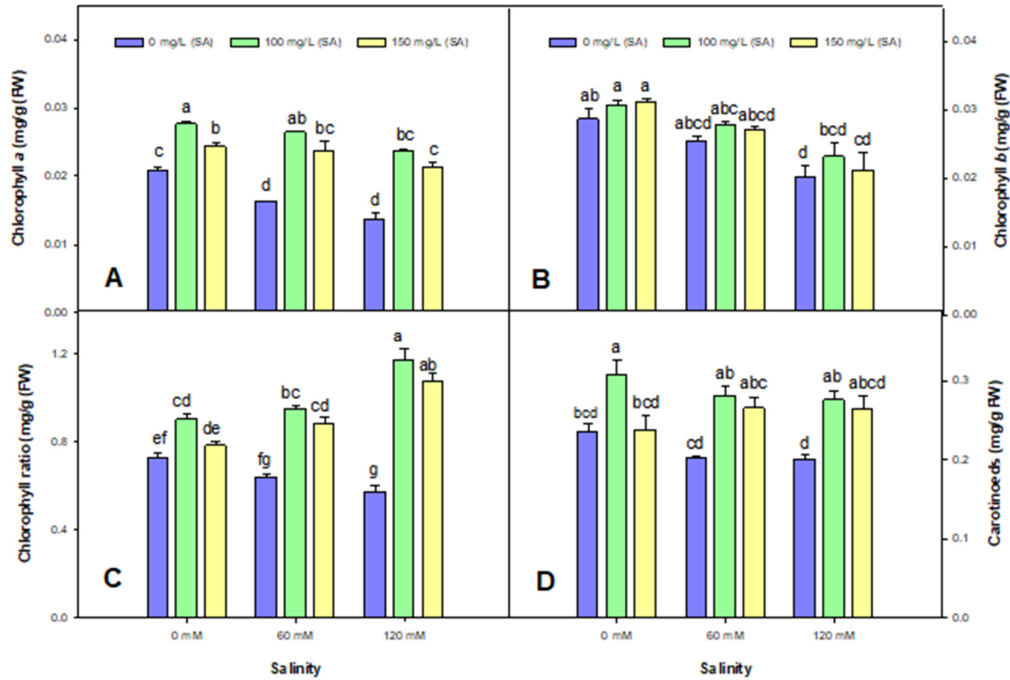 0.04
0 mg/L (SA) 100 mg/L (SA) 150 mg/L (SA)
0.03
0.02
0.01
0.00
Chlorophyll a (mg/g (FW)
c a b
d ab bc
d bc c
A
0 mg/L (SA) 100 mg/L (SA) 150 mg/L (SA)
0.04
0.03
0.02
0.01
0.00
Chlorophyll b (mg/g (FW)
ab a a
abcd abc abcd
d bcd cd
B
1.2
0.8
0.4
0.0
Chlorophyll ratio (mg/g (FW)
ef cd de
fg bc cd
g a ab
C
0 mM 60 mM 120 mM
Salinity
0.3
0.2
0.1
0.0
Carotinoeds (mg/g FW)
bcd a bcd
cd ab abc
d ab abcd
D
0 mM 60 mM 120 mM
Salinity